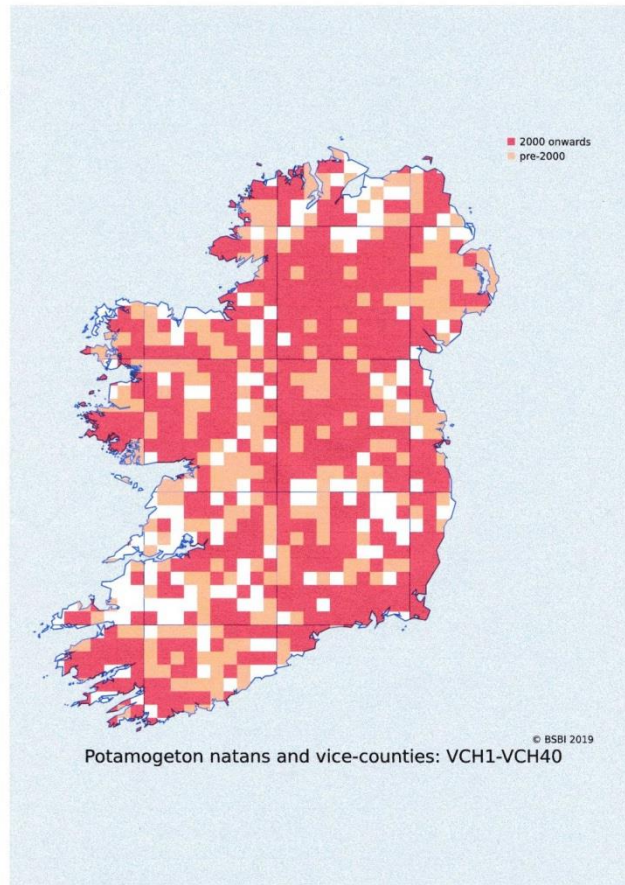 2000 onwards
pre-2000
© BSBI 2019
Potamogeton natans and vice-counties: VCH1-VCH40